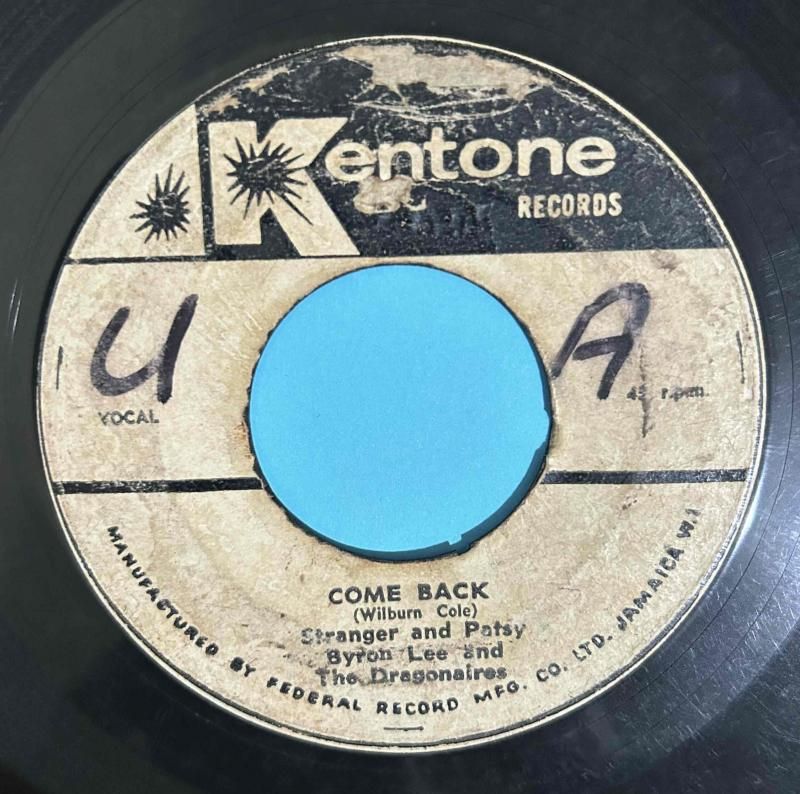 Kentone
RECORDS
U
A
VOCAL
45 r.p.m.
COME BACK
(Wilburn Cole)
Stranger and Patsy
Byron Lee and
The Dragonaires
MANUFACTURED BY FEDERAL RECORD MFG. CO. LTD. JAMAICA W.I